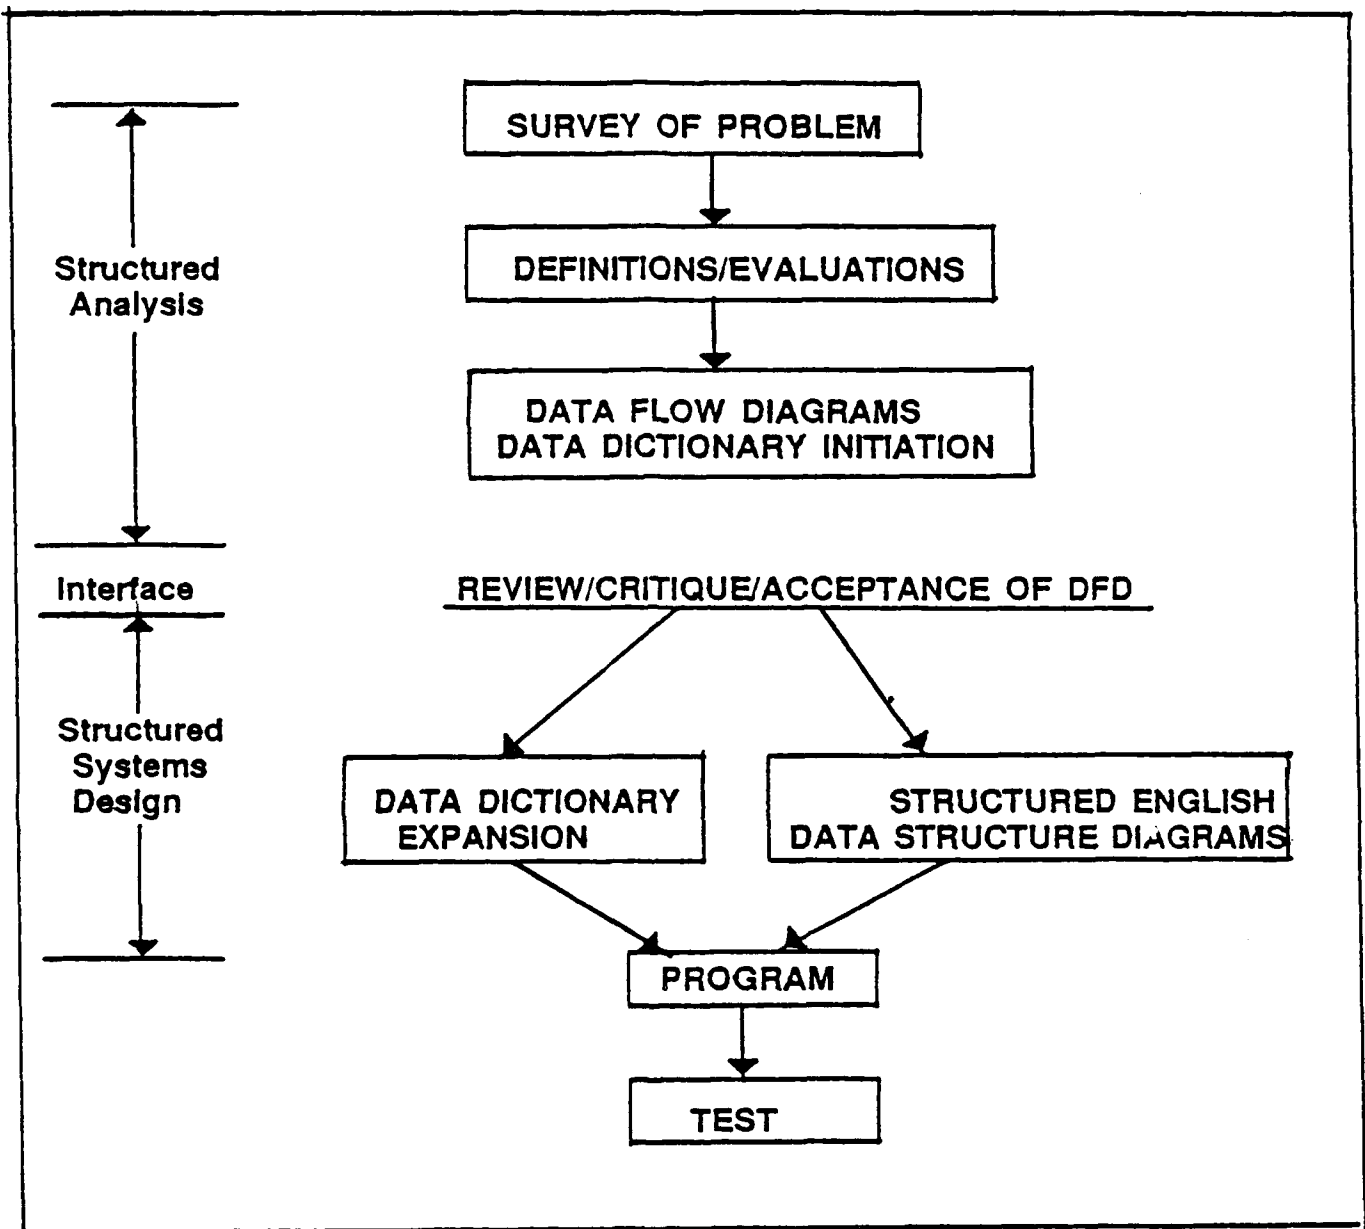 SURVEY OF PROBLEM
DEFINITIONS/EVALUATIONS
Structured
Analysis
DATA FLOW DIAGRAMS
DATA DICTIONARY INITIATION
Interface
REVIEW/CRITIQUE/ACCEPTANCE OF DFD
Structured
Systems
Design
DATA DICTIONARY
EXPANSION
STRUCTURED ENGLISH
DATA STRUCTURE DIAGRAMS
PROGRAM
TEST